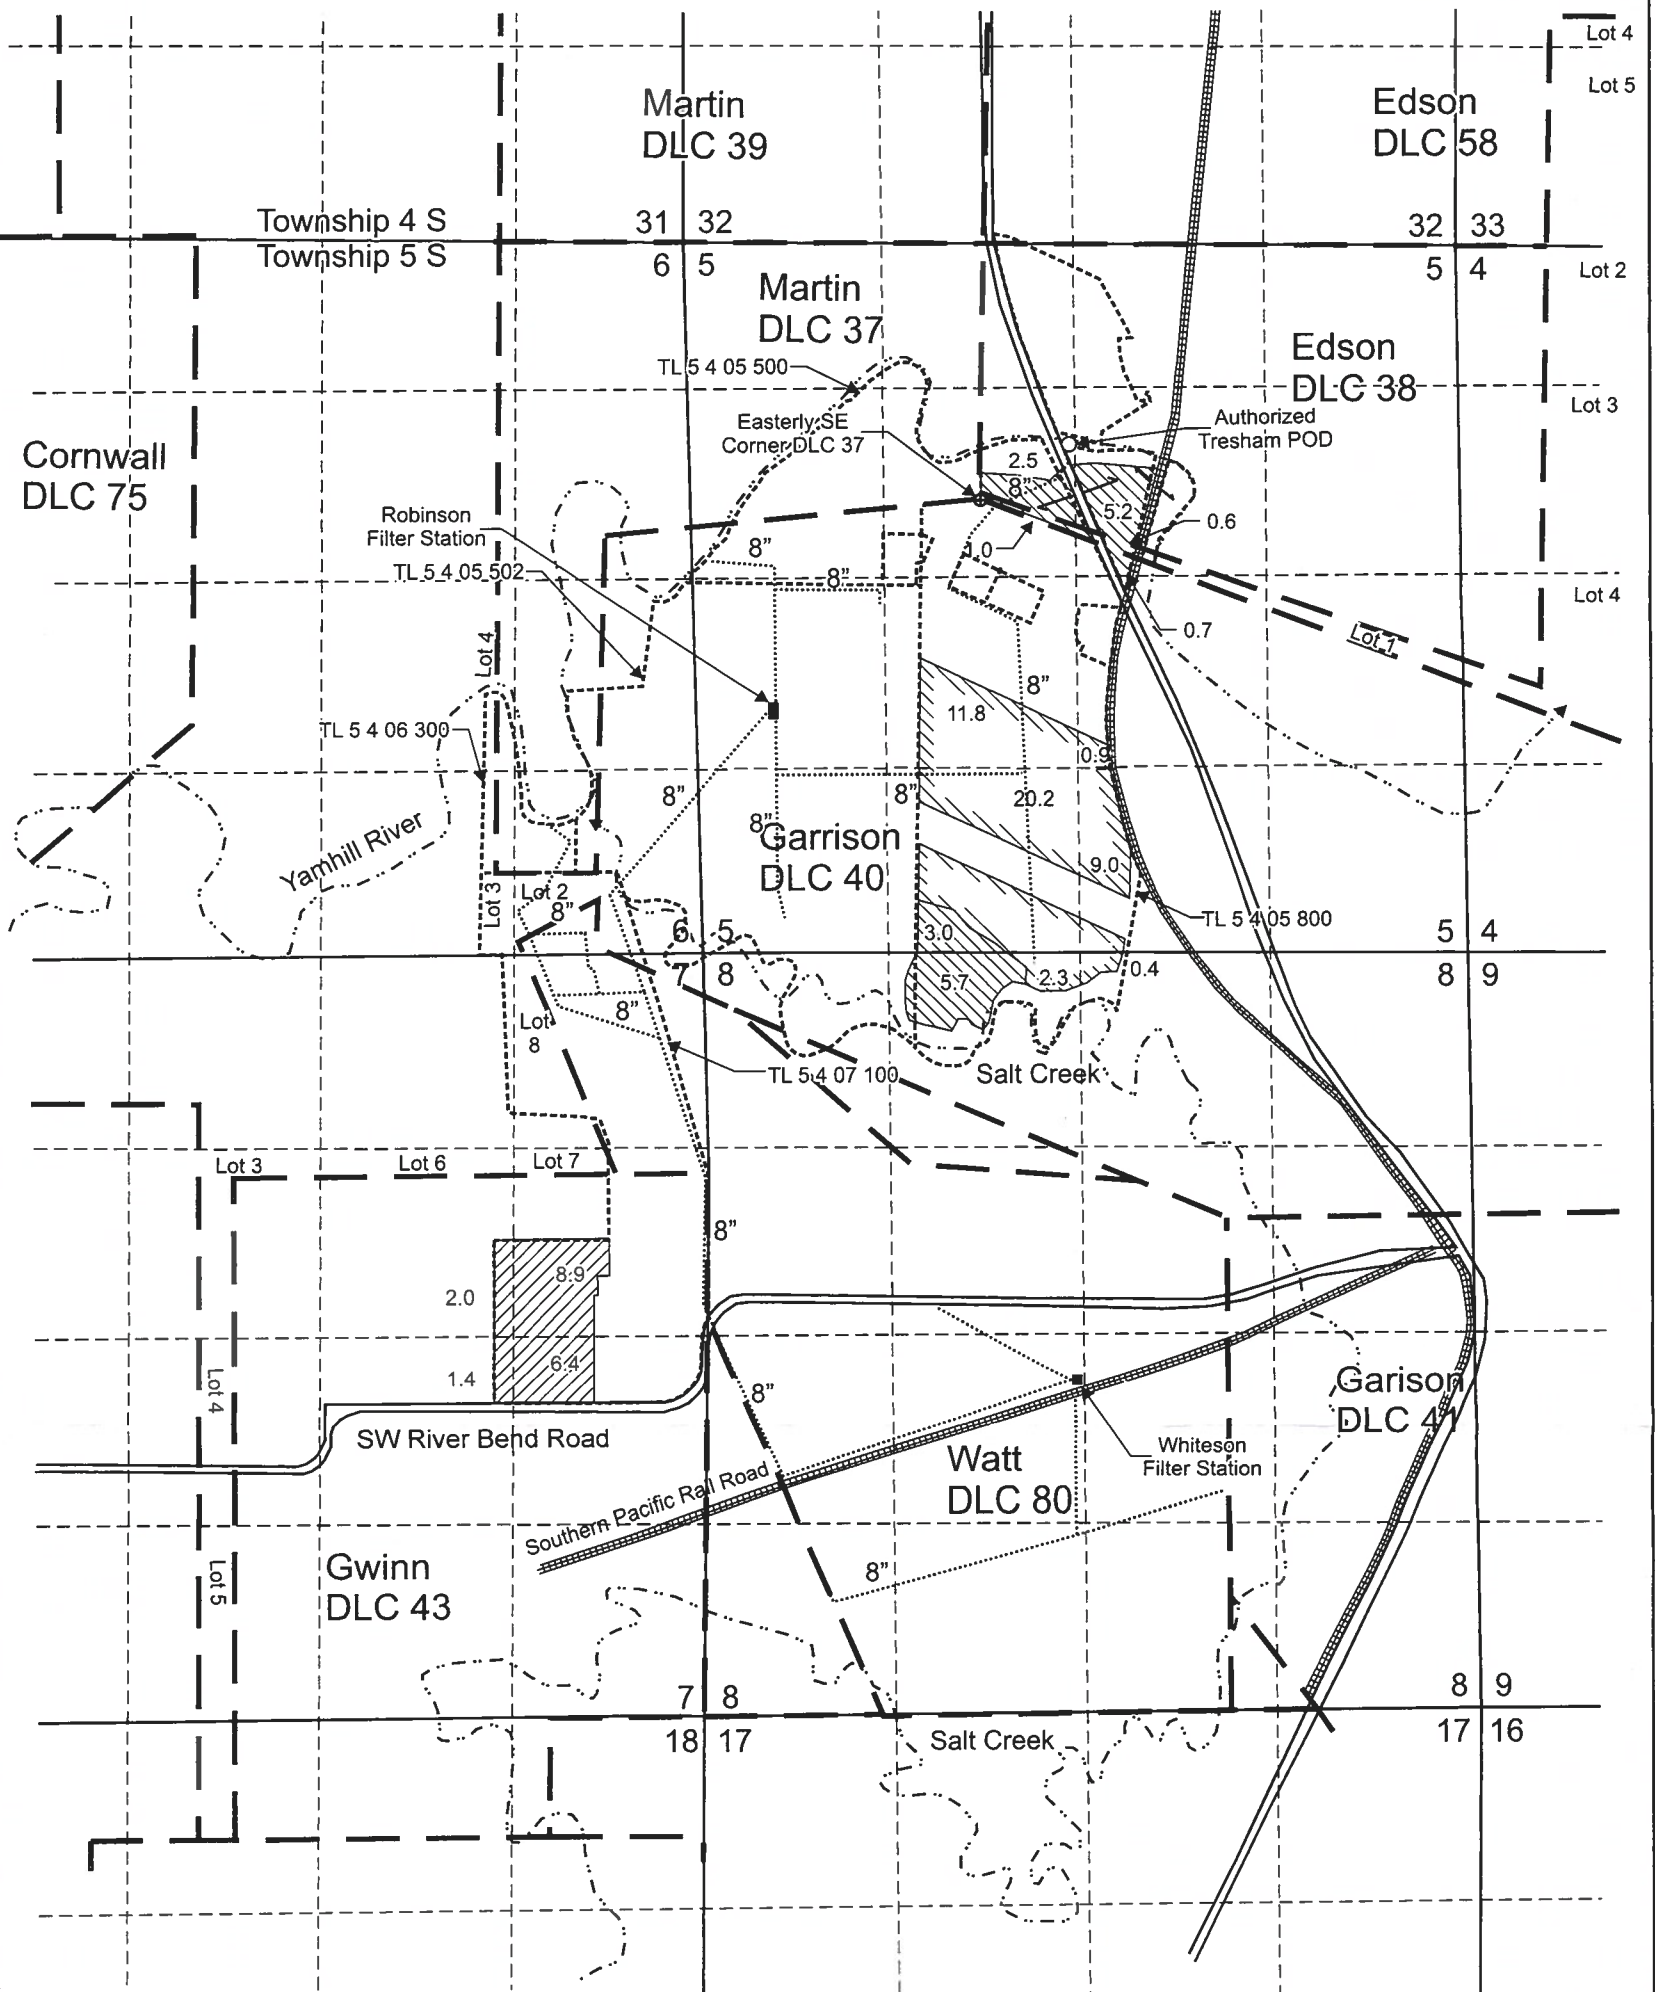 Lot 4
Lot 5
Martin
DLC 39
Edson
DLC 58
Township 4 S
31 32
32 33
Township 5 S
6 5
5 4
Lot 2
Martin
DLC 37
Edson
DLC 38
TL 5 4 05 500
Lot 3
Easterly SE
Corner DLC 37
Authorized
Tresham POD
Cornwall
DLC 75
2.5
8”
5.2
0.6
Robinson
Filter Station
1.0
8”
TL 5 4 05 502
8”
Lot 4
0.7
Lot 1
Lot 4
8”
11.8
TL 5 4 06 300
0.9
8”
8”
20.2
8”
Garrison
DLC 40
Yamhill River
9.0
Lot 3
Lot 2
8”
TL 5 4 05 800
6 5
3.0
5 4
7 8
5.7
2.3
0.4
8 9
Lot
8
8”
TL 5 4 07 100
Salt Creek
Lot 3
Lot 6
Lot 7
8”
8.9
2.0
6.4
1.4
Lot 4
8”
Garison
DLC 41
SW River Bend Road
Watt
DLC 80
Whiteson
Filter Station
Southern Pacific Rail Road
Gwinn
DLC 43
Lot 5
8”
7 8
8 9
18 17
Salt Creek
17 16